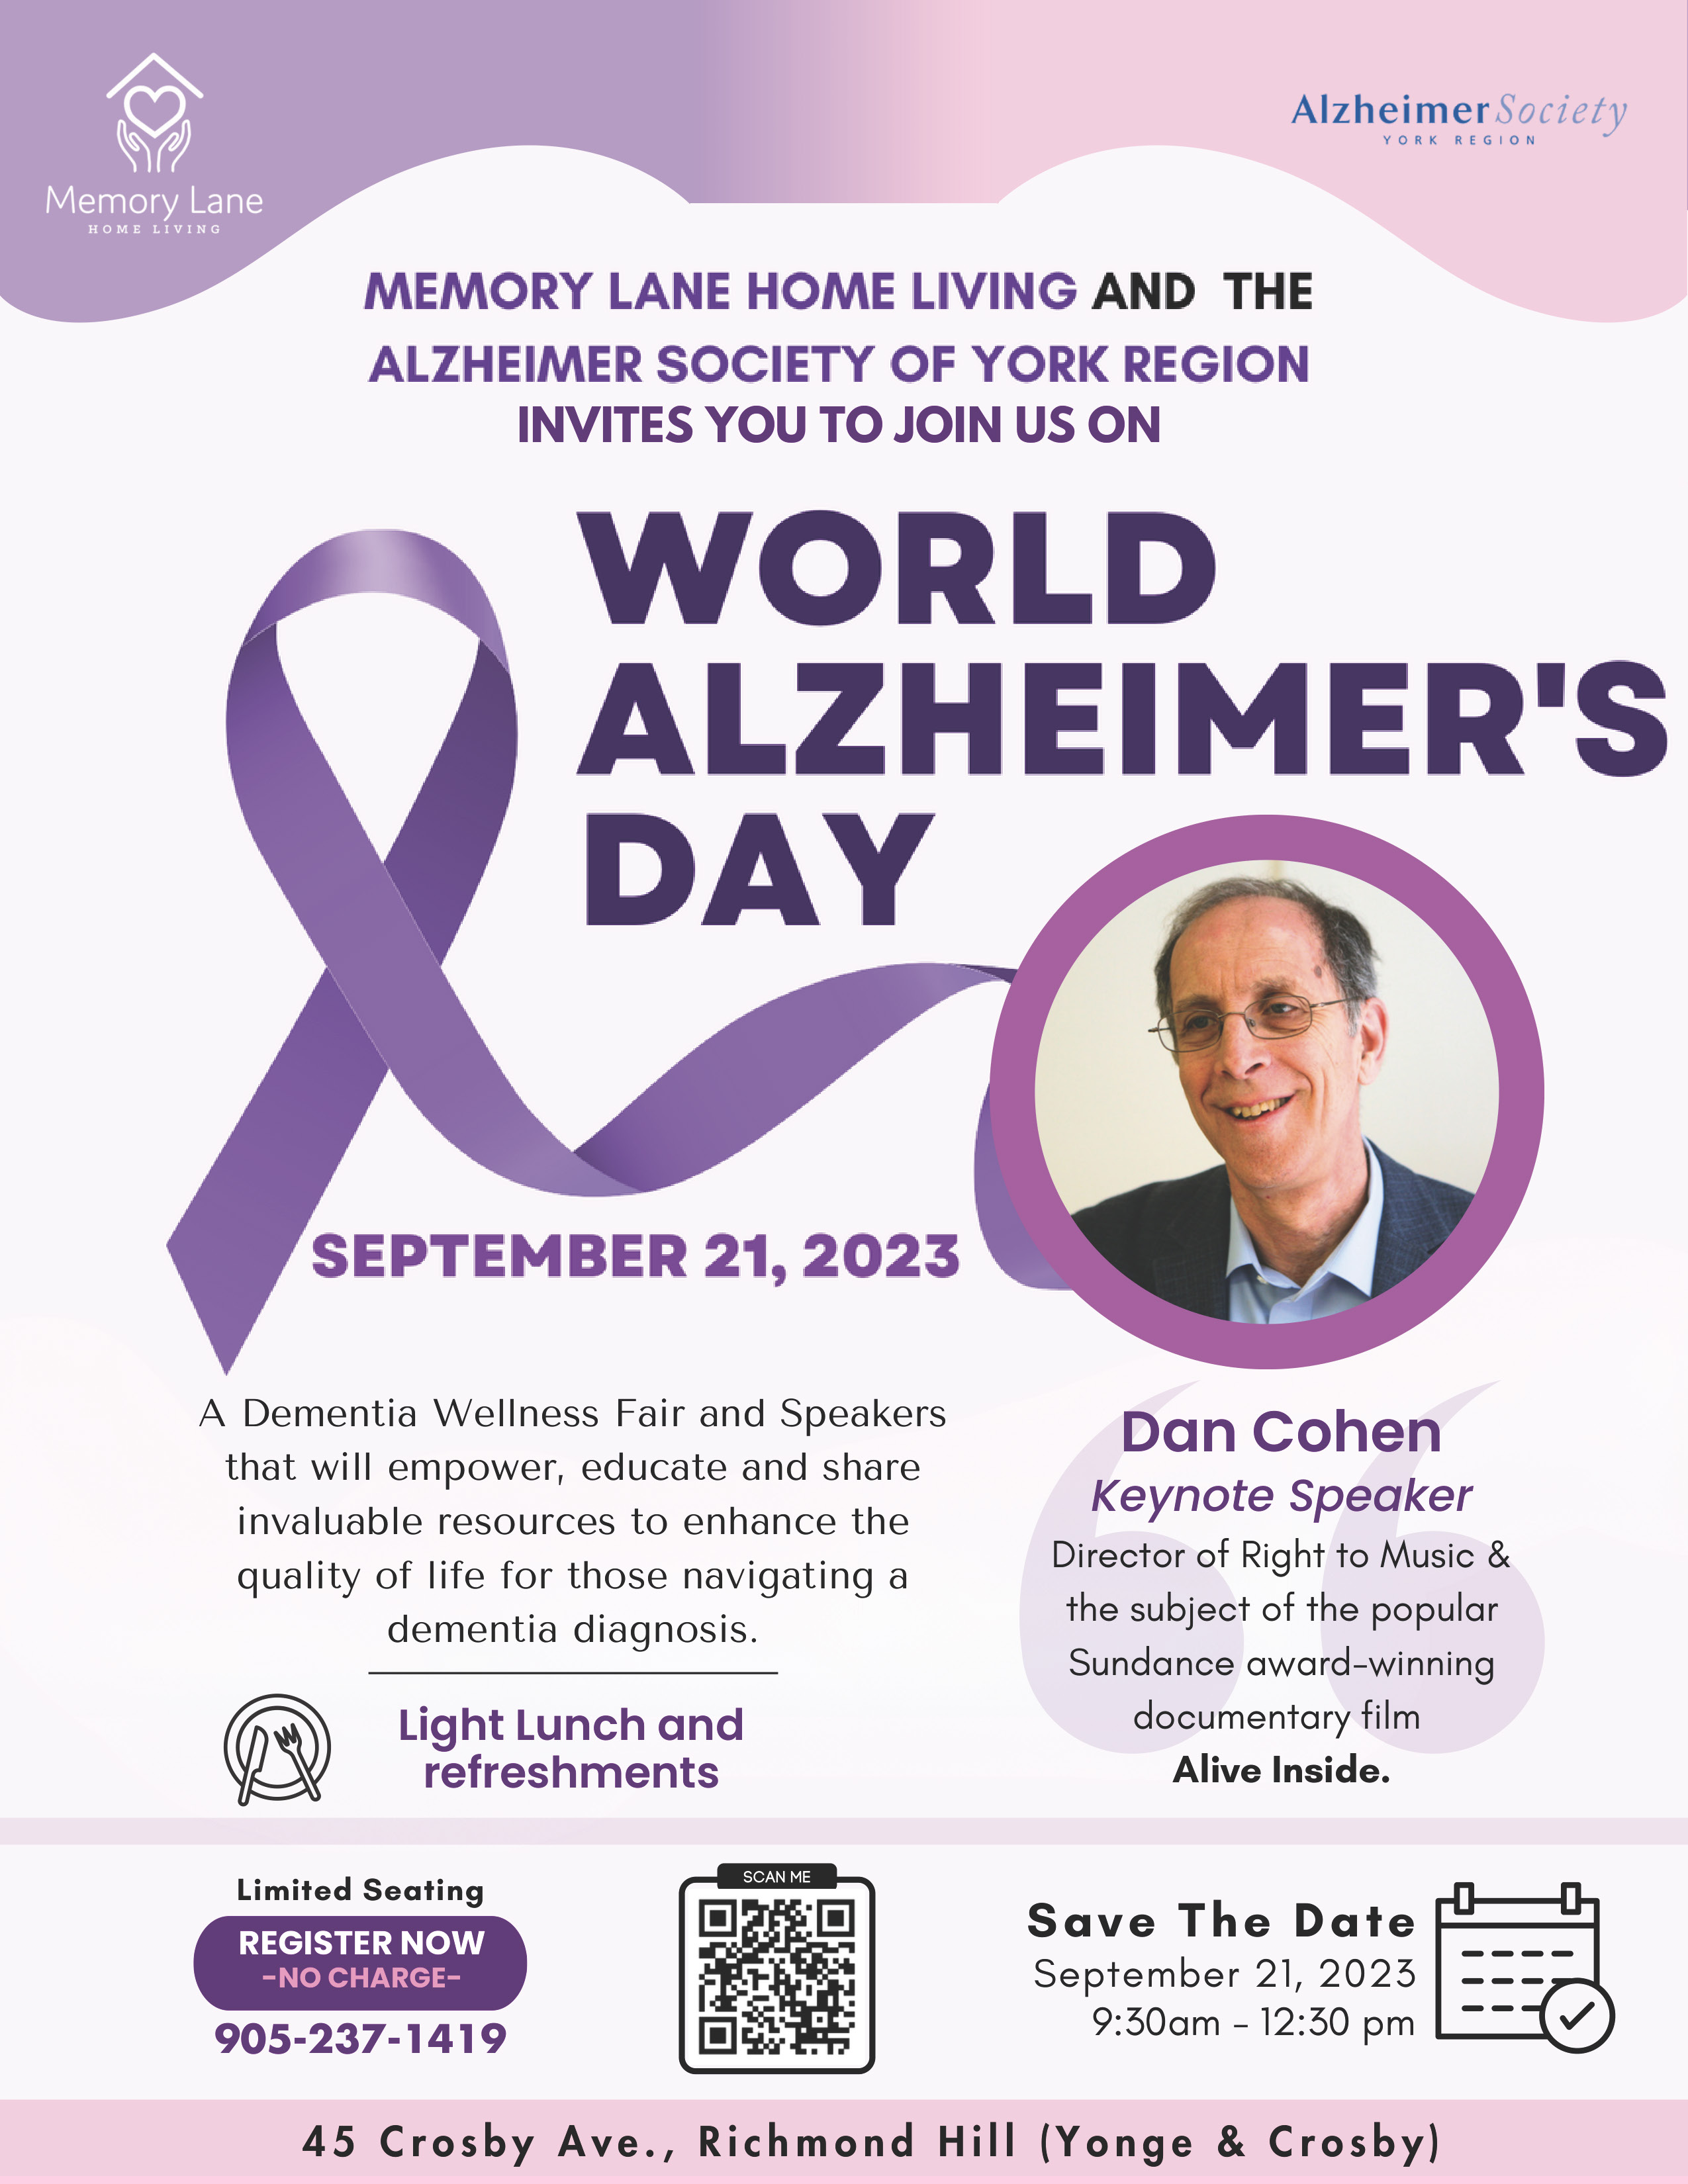 Memory Lane
HOME LIVING
AlzheimerSociety
YORK REGION
MEMORY LANE HOME LIVING AND THE
ALZHEIMER SOCIETY OF YORK REGION
INVITES YOU TO JOIN US ON
WORLD
ALZHEIMER'S
DAY
SEPTEMBER 21, 2023
A Dementia Wellness Fair and Speakers
that will empower, educate and share
invaluable resources to enhance the
quality of life for those navigating a
dementia diagnosis.
Light Lunch and
refreshments
Dan Cohen
Keynote Speaker
Director of Right to Music &
the subject of the popular
Sundance award-winning
documentary film
Alive Inside.
Limited Seating
REGISTER NOW
-NO CHARGE-
905-237-1419
SCAN ME
Save The Date
September 21, 2023
9:30am - 12:30 pm
45 Crosby Ave., Richmond Hill (Yonge & Crosby)